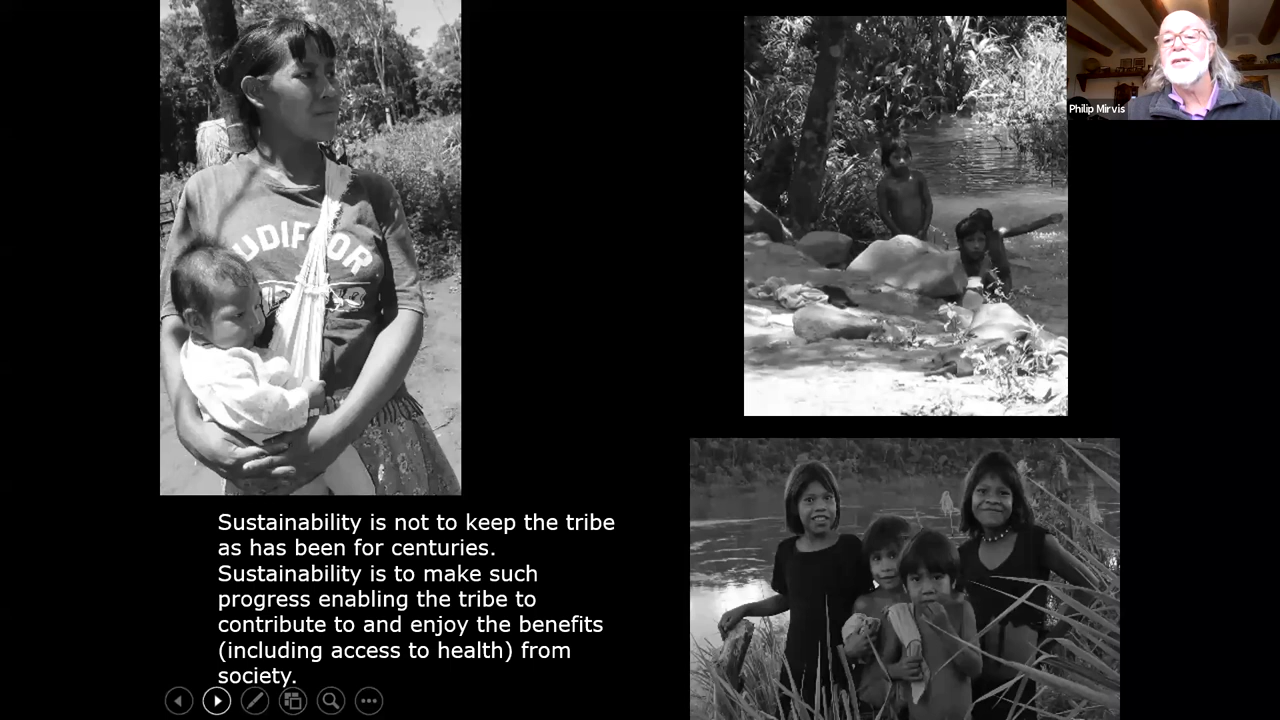 Philip Mirvis
Sustainability is not to keep the tribe
as has been for centuries.
Sustainability is to make such
progress enabling the tribe to
contribute to and enjoy the benefits
(including access to health) from
society.